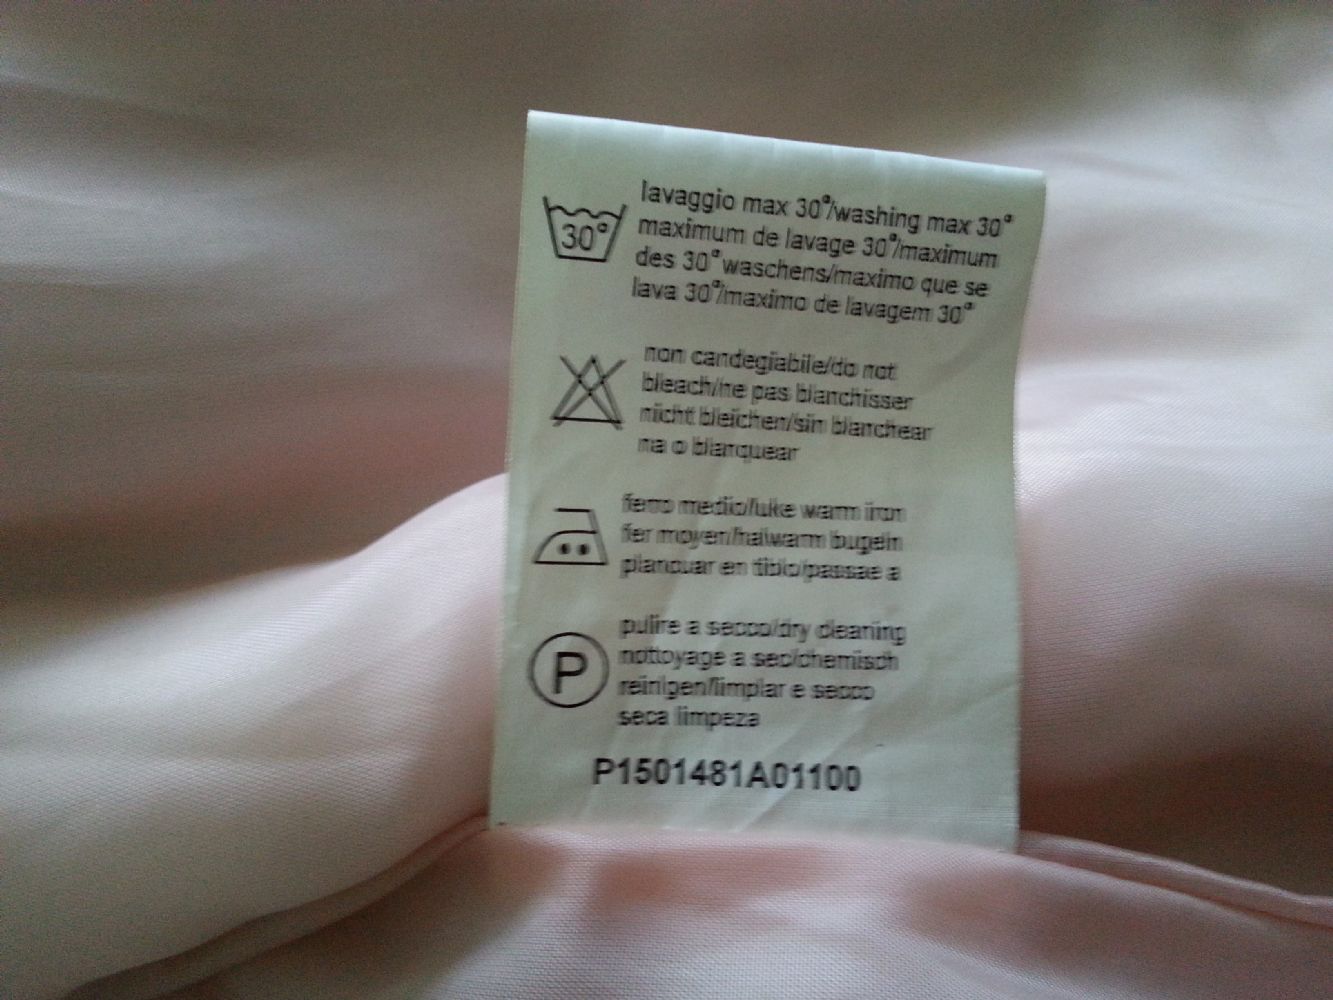 30°
lavaggio max 30°/washing max 30°
maximum de lavage 30°/maximum
des 30° waschens/maximo que se
lava 30°/maximo de lavagem 30°
non candegiabile/do not
bleach/ne pas blanchisser
nicht bleichen/sin blanchear
na o blanquear
ferro medio/luke warm iron
fer moyen/halwarm bugeln
planquar en tibio/passae a
P
pulire a secco/dry cleaning
nottoyage a sec/chemisch
reinigen/limpiar e secco
seca limpeza
P1501481A01100